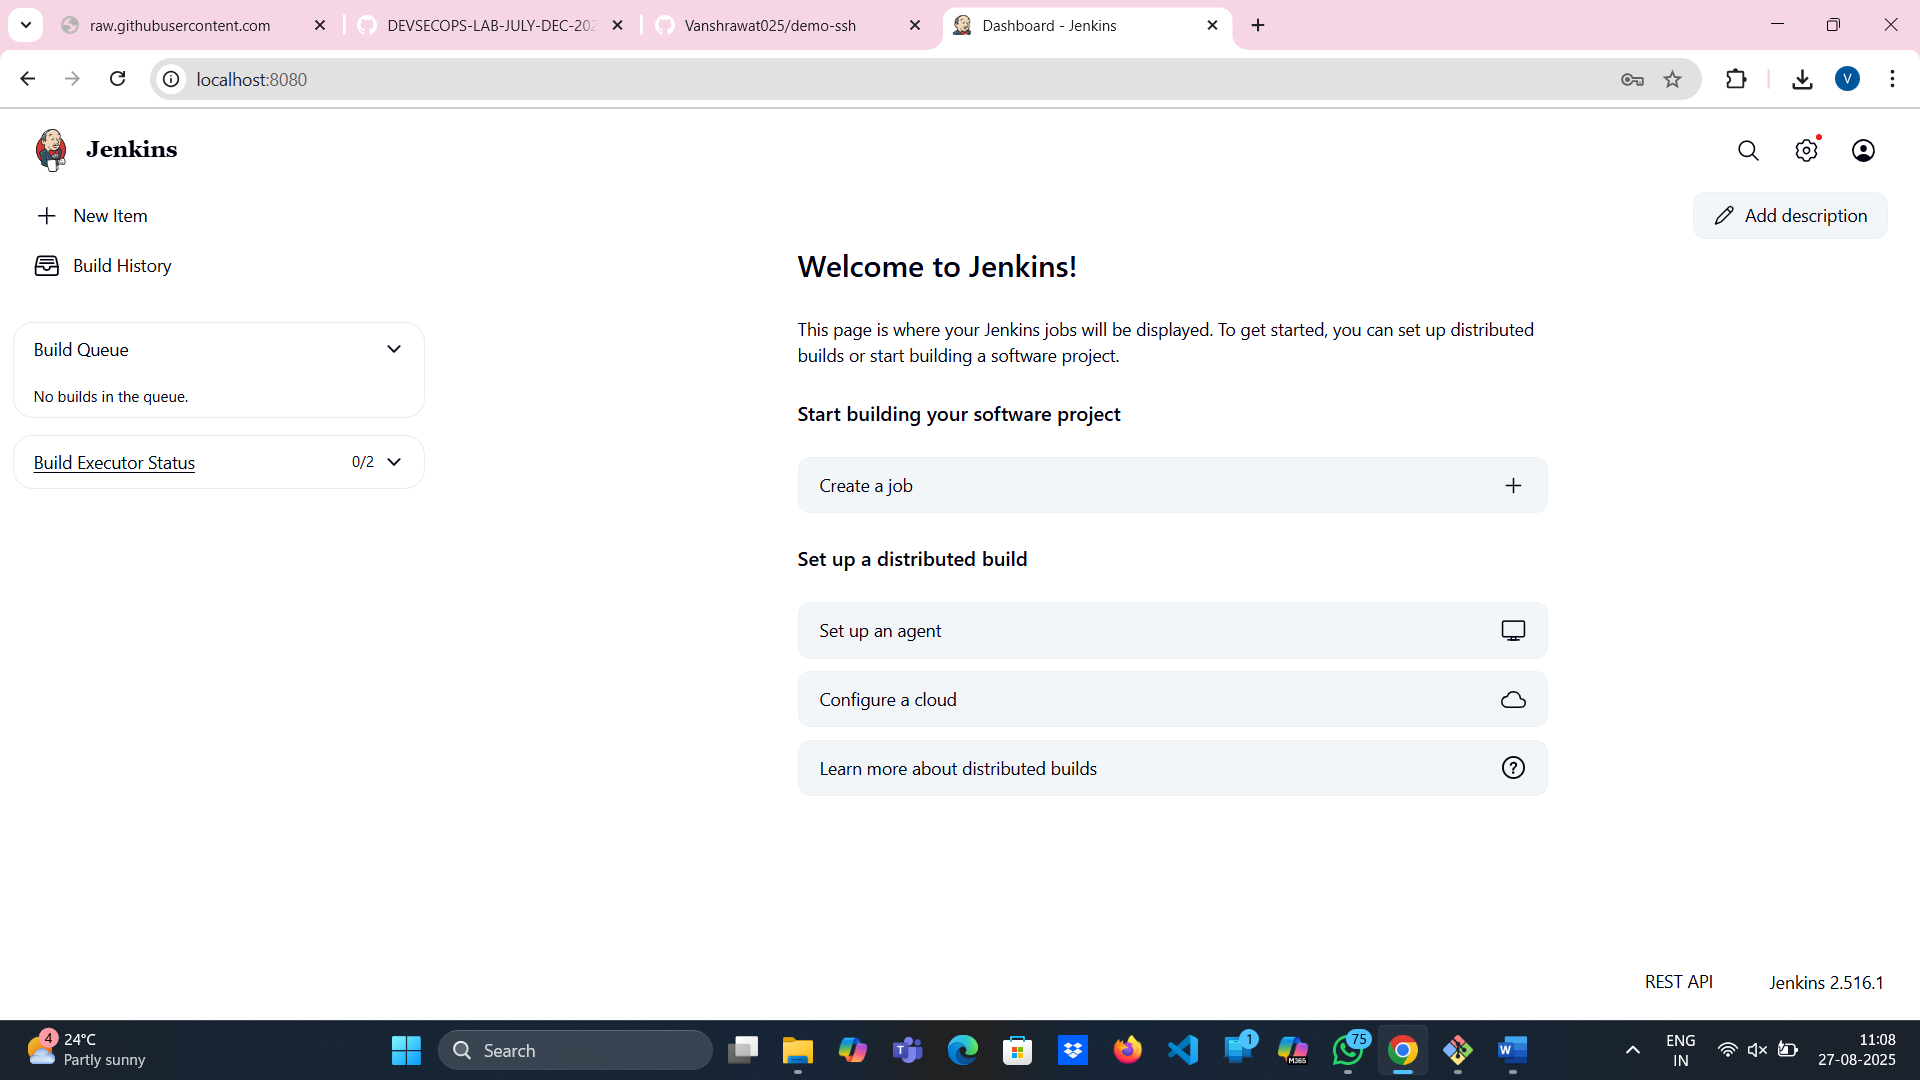 raw.githubusercontent.com
DEVSECOPS-LAB-JULY-DEC-202
Vanshrawat025/demo-ssh
Dashboard - Jenkins
localhost:8080
V
Jenkins
New Item
Add description
Build History
Welcome to Jenkins!
This page is where your Jenkins jobs will be displayed. To get started, you can set up distributed
builds or start building a software project.
Build Queue
No builds in the queue.
Start building your software project
Build Executor Status
0/2
Create a job
Set up a distributed build
Set up an agent
Configure a cloud
Learn more about distributed builds
REST API
Jenkins 2.516.1
4
24°C
Partly sunny
Search
1
M365
75
ENG
IN
11:08
27-08-2025